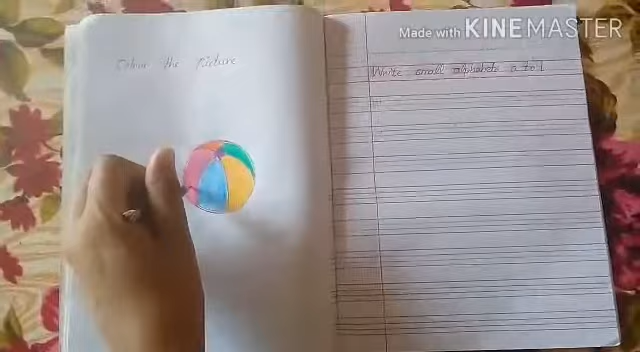 Made with KINEMASTER
Colour the Picture
Write small alphabets a to l